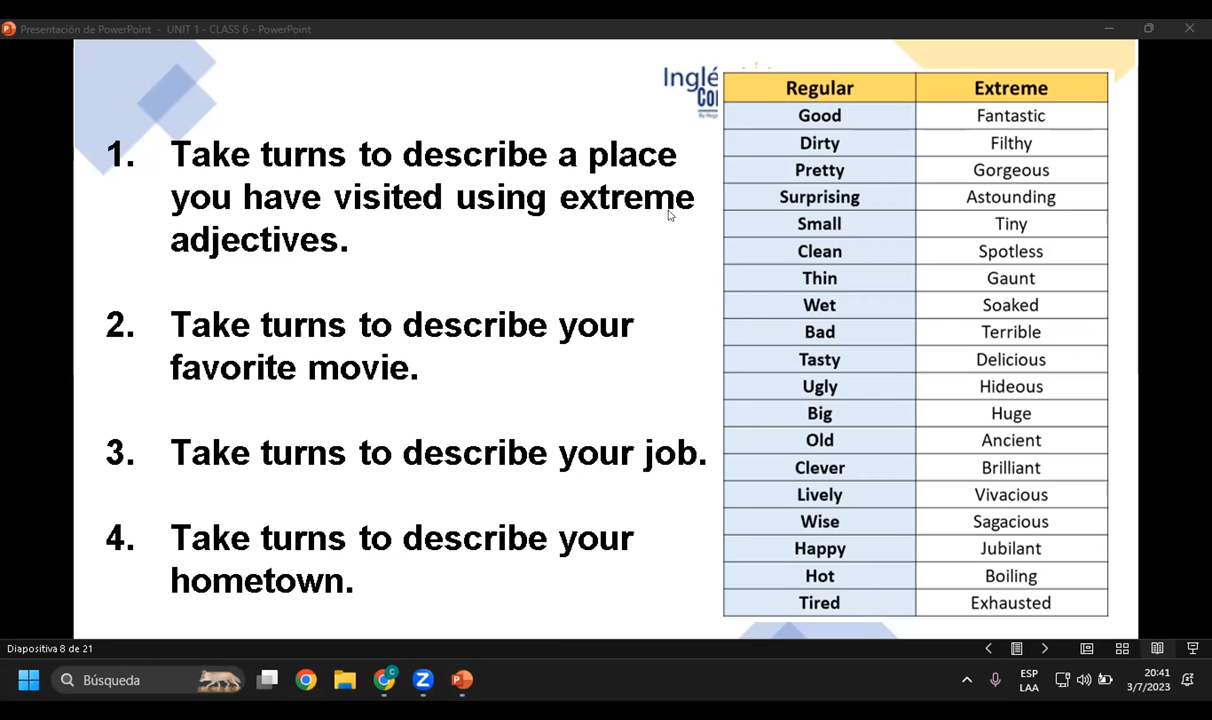 Presentación de PowerPoint - UNIT 1 - CLASS 6 - PowerPoint
Inglé
1. Take turns to describe a place
you have visited using extreme
adjectives.
2. Take turns to describe your
favorite movie.
3. Take turns to describe your job.
4. Take turns to describe your
hometown.
Regular Extreme
Good Fantastic
Dirty Filthy
Pretty Gorgeous
Surprising Astounding
Small Tiny
Clean Spotless
Thin Gaunt
Wet Soaked
Bad Terrible
Tasty Delicious
Ugly Hideous
Big Huge
Old Ancient
Clever Brilliant
Lively Vivacious
Wise Sagacious
Happy Jubilant
Hot Boiling
Tired Exhausted
Diapositiva 8 de 21
Búsqueda
ESP
LAA
20:41
3/7/2023